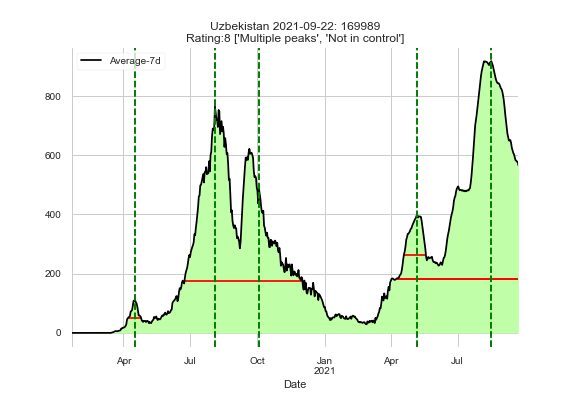 Uzbekistan 2021-09-22: 169989
Rating:8 ['Multiple peaks', 'Not in control']
Average-7d
800
600
400
200
0
Apr Jul Oct Jan Apr Jul
2021
Date